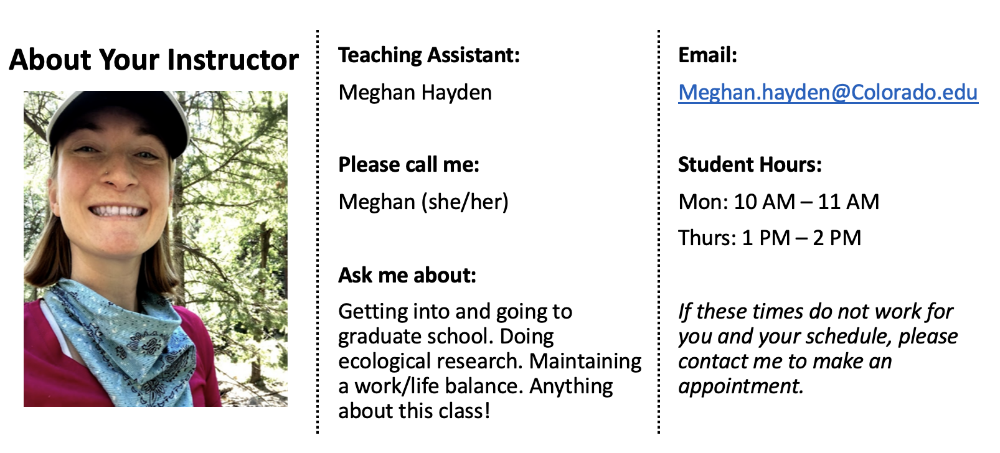 About Your Instructor
Teaching Assistant:
Meghan Hayden
Please call me:
Meghan (she/her)
Ask me about:
Getting into and going to
graduate school. Doing
ecological research. Maintaining
a work/life balance. Anything
about this class!
Email:
Meghan.hayden@Colorado.edu
Student Hours:
Mon: 10 AM – 11 AM
Thurs: 1 PM – 2 PM
If these times do not work for
you and your schedule, please
contact me to make an
appointment.